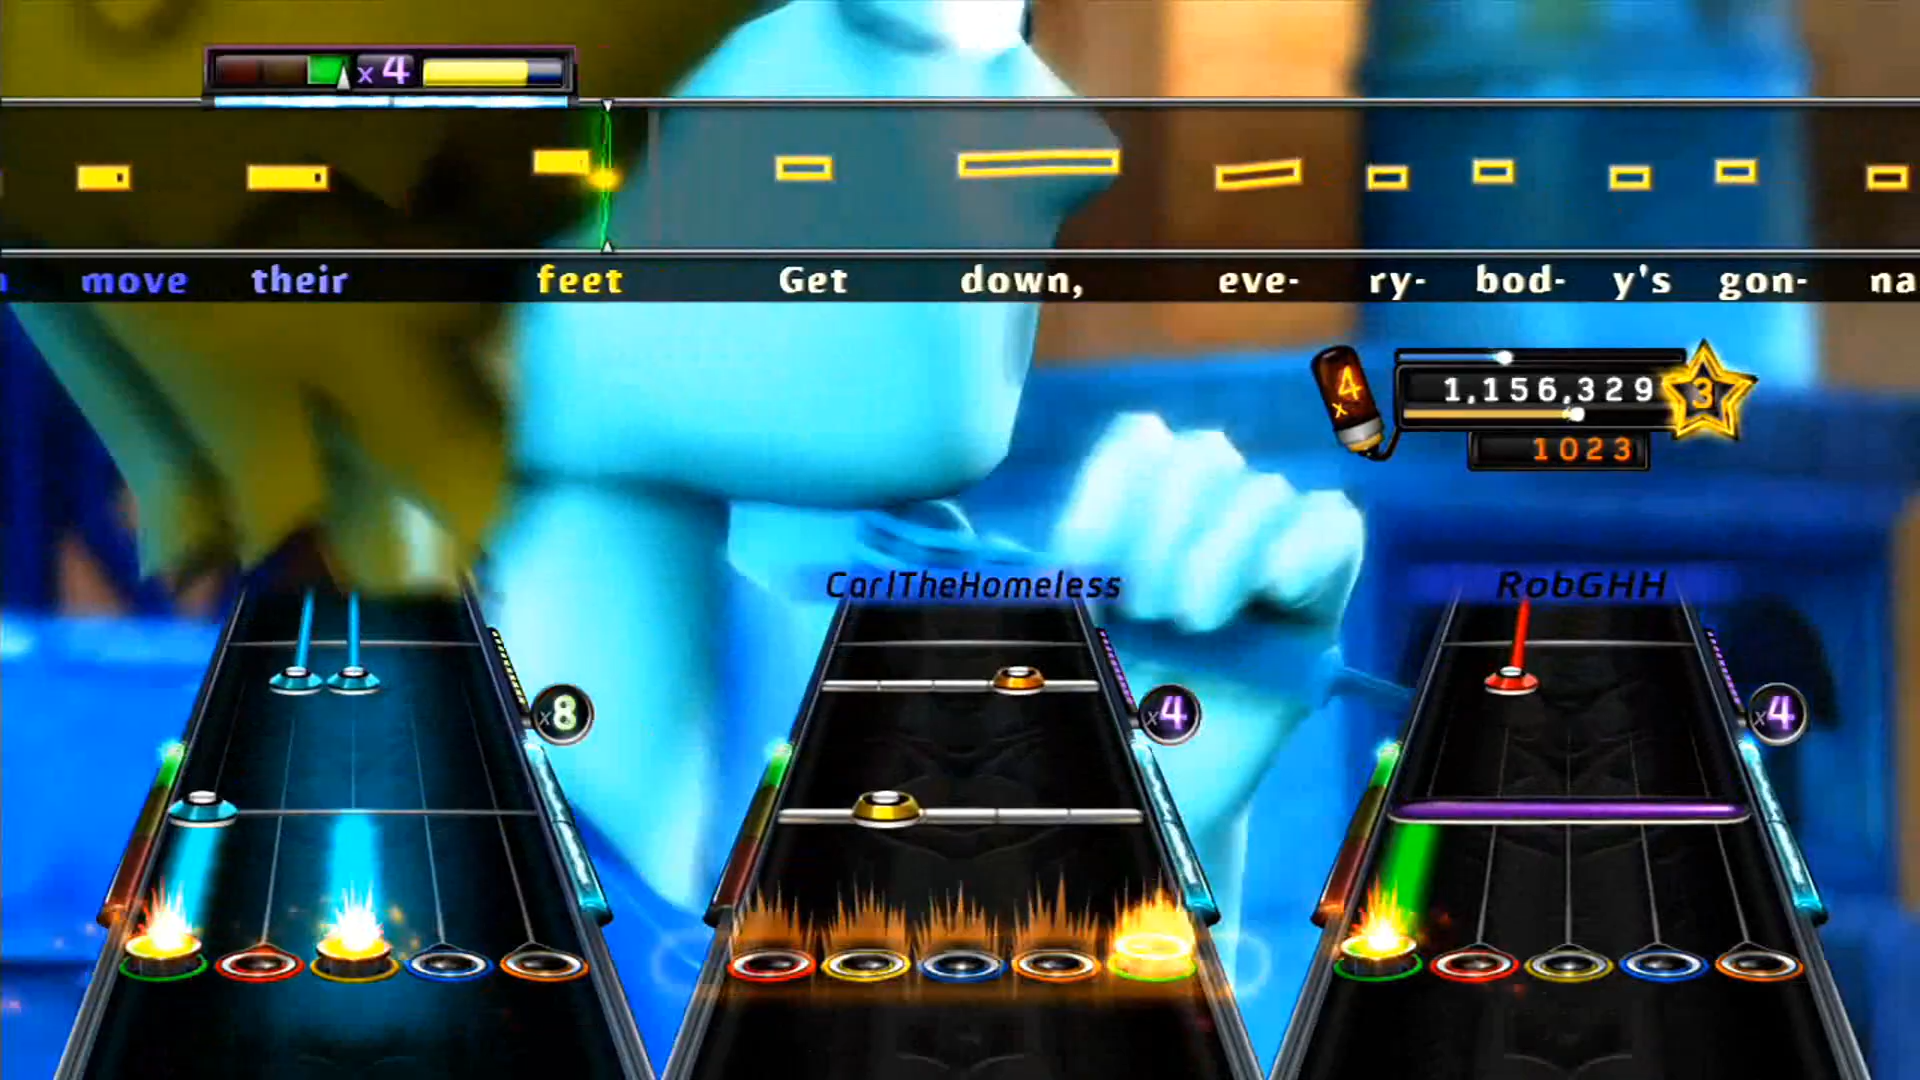 x 4
move their feet Get down, eve- ry- bod- y's gon- na
4 x
1,156,329
3
1023
CarlTheHomeless
RobGHH
x8
x4
x4